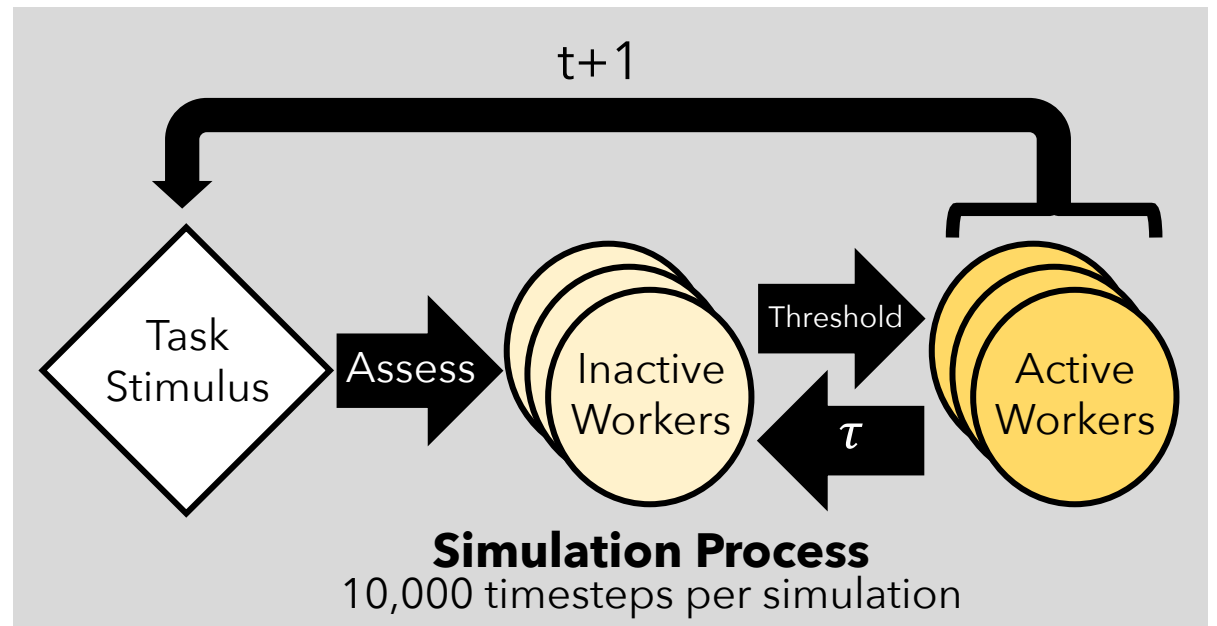 t+1
Task
Stimulus
Assess
Inactive
Workers
Threshold
τ
Active
Workers
Simulation Process
10,000 timesteps per simulation